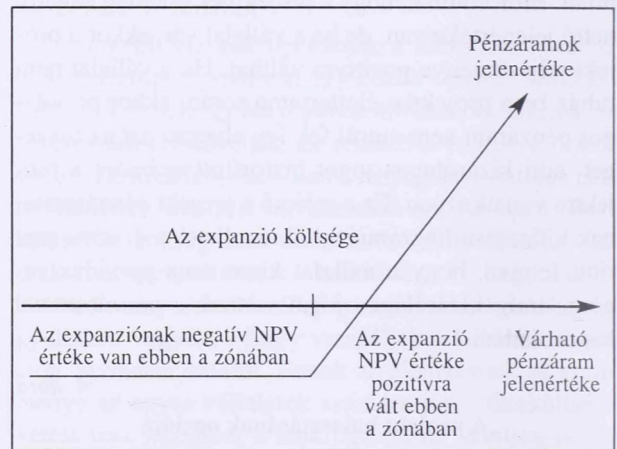 Pénzáramok
jelenértéke
Az expanzió költsége
Az expanziónak negatív NPV
értéke van ebben a zónában
Az expanzió
NPV értéke
pozitívra
vált ebben
a zónában
Várható
pénzáram
jelenértéke